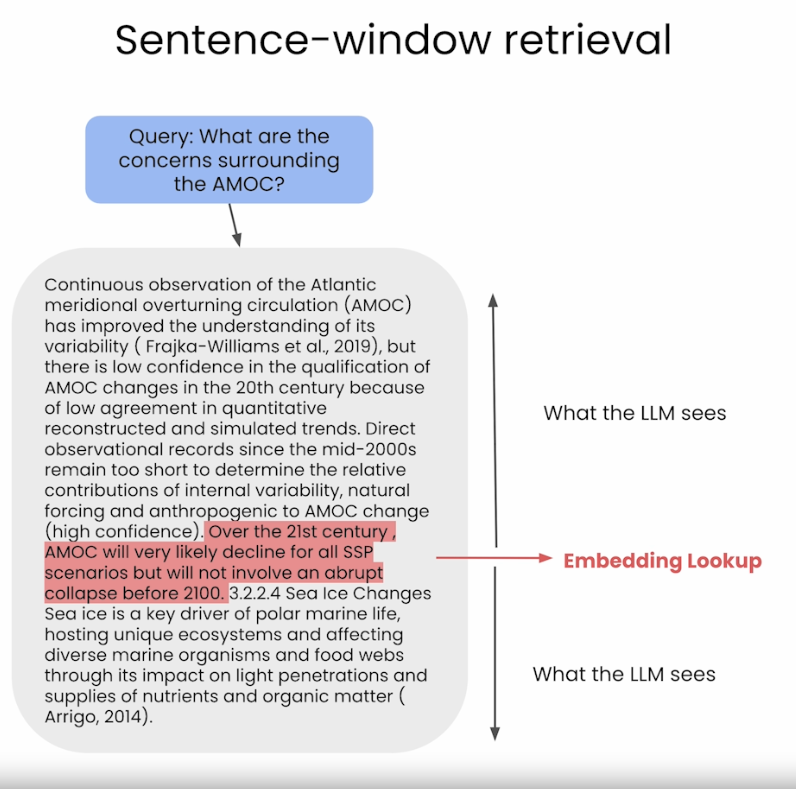 Sentence-window retrieval
Query: What are the
concerns surrounding
the AMOC?
Continuous observation of the Atlantic
meridional overturning circulation (AMOC)
has improved the understanding of its
variability ( Frajka-Williams et al., 2019), but
there is low confidence in the qualification of
AMOC changes in the 20th century because
of low agreement in quantitative
reconstructed and simulated trends. Direct
observational records since the mid-2000s
remain too short to determine the relative
contributions of internal variability, natural
forcing and anthropogenic to AMOC change
(high confidence). Over the 21st century ,
AMOC will very likely decline for all SSP
scenarios but will not involve an abrupt
collapse before 2100. 3.2.2.4 Sea Ice Changes
Sea ice is a key driver of polar marine life,
hosting unique ecosystems and affecting
diverse marine organisms and food webs
through its impact on light penetrations and
supplies of nutrients and organic matter (
Arrigo, 2014).
What the LLM sees
Embedding Lookup
What the LLM sees